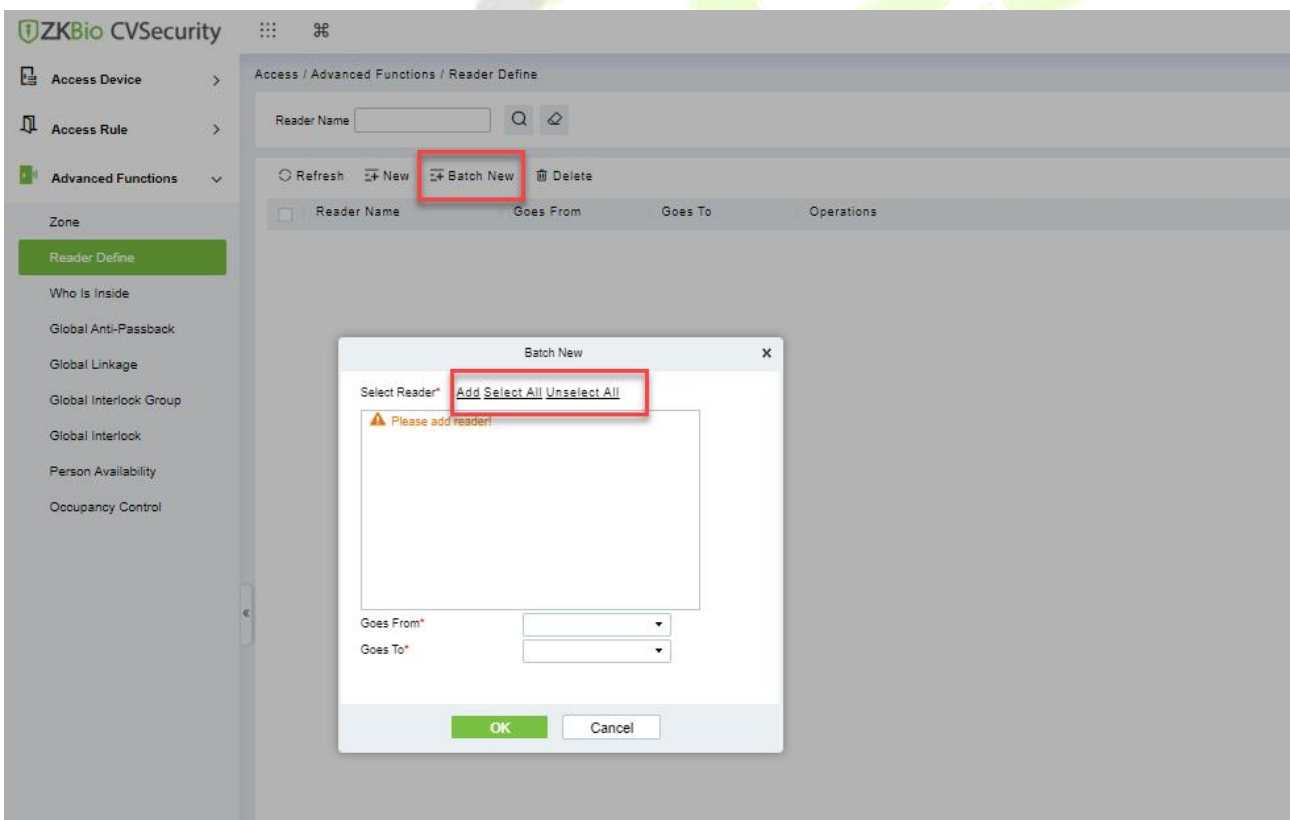 ZKBio CVSecurity
Access Device
Access Rule
Advanced Functions
Zone
Reader Define
Who Is Inside
Global Anti-Passback
Global Linkage
Global Interlock Group
Global Interlock
Person Availability
Occupancy Control
Access / Advanced Functions / Reader Define
Reader Name
Refresh New Batch New Delete
Reader Name Goes From Goes To Operations
Batch New x
Select Reader* Add Select All Unselect All
Please add reader!
Goes From*
Goes To*
OK Cancel